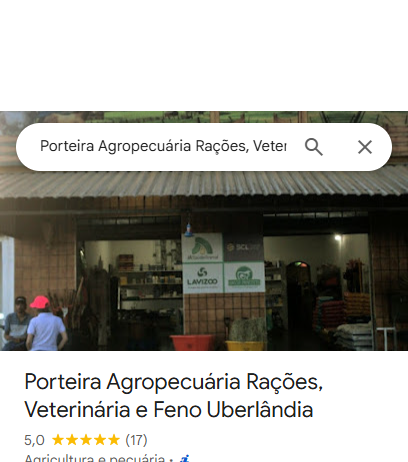 Porteira Agropecuária Rações, Veter
SCL
LAVIZOO
Porteira Agropecuária Rações,
Veterinária e Feno Uberlândia
5,0 (17)
Agricultura e pecuária ·